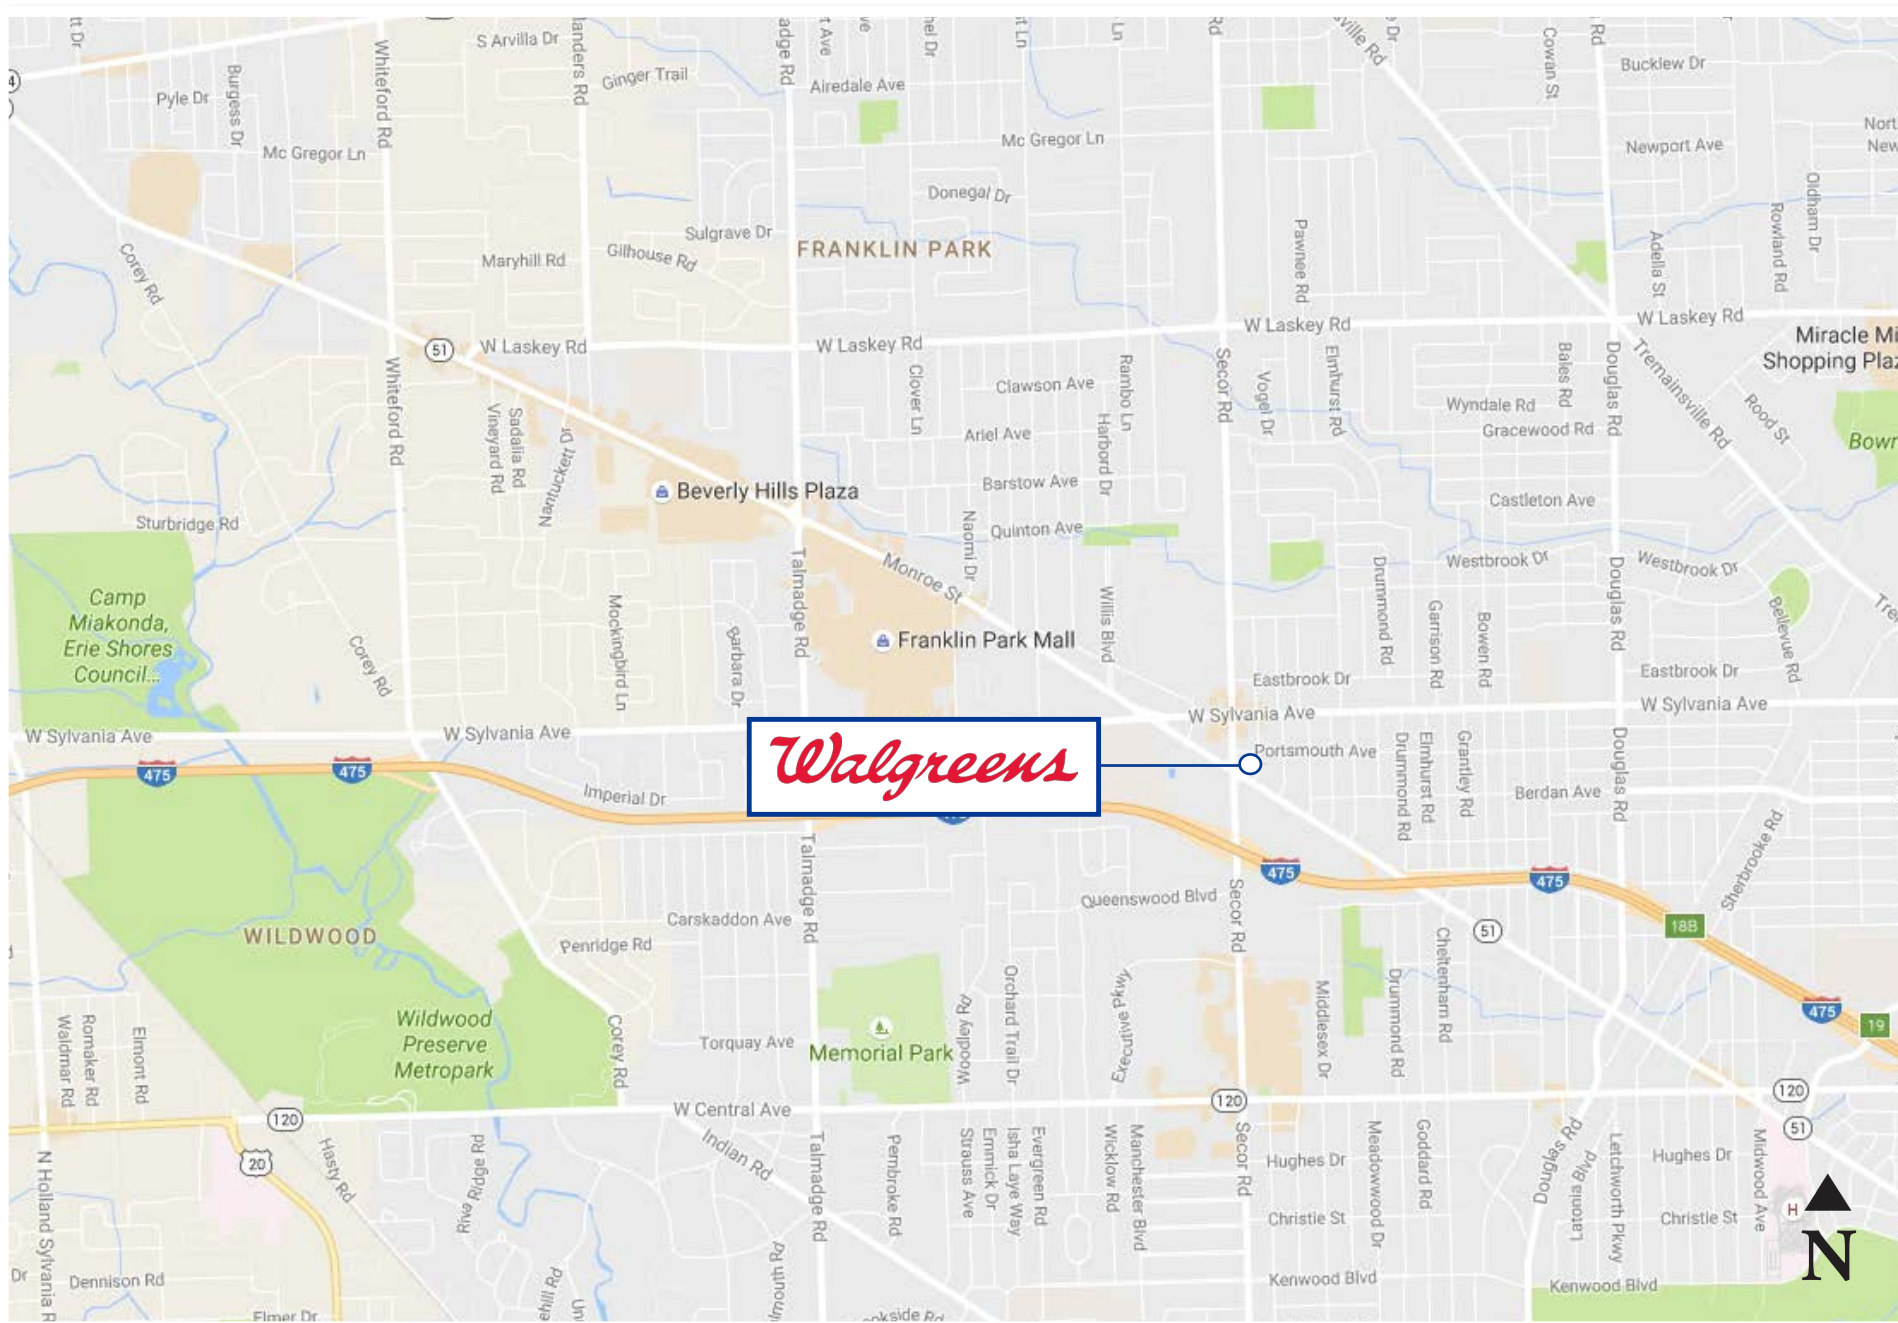 S Arvilla Dr
Ginger Trail
Airedale Ave
Bucklew Dr
Cowan St
Whiteford Rd
Burgess Dr
Pyle Dr
Mc Gregor Ln
Mc Gregor Ln
Newport Ave
Donegal Dr
Oldham Dr
Rowland Rd
Sulgrave Dr
Gilhouse Rd
Maryhill Rd
FRANKLIN PARK
Pawnee Rd
Adella St
Corey Rd
51
W Laskey Rd
W Laskey Rd
W Laskey Rd
W Laskey Rd
Miracle
Shopping
Whiteford Rd
Clover Ln
Clawson Ave
Rambo Ln
Secor Rd
Vogel Dr
Elmhurst Rd
Bales Rd
Douglas Rd
Tremainsville Rd
Rood St
Wyndale Rd
Gracewood Rd
Vineyard Rd
Sadalia Rd
Nantuckett Dr
Ariel Ave
Harbord Dr
Beverly Hills Plaza
Barstow Ave
Castleton Ave
Sturbridge Rd
Quinton Ave
Naomi Dr
Monroe St
Talmadge Rd
Westbrook Dr
Westbrook Dr
Drummond Rd
Douglas Rd
Camp
Miakonda,
Erie Shores
Council...
Mockingbird Ln
Barbara Dr
Willis Blvd
Garrison Rd
Bowen Rd
Bellevue Rd
Corey Rd
Franklin Park Mall
Eastbrook Dr
Eastbrook Dr
W Sylvania Ave
W Sylvania Ave
W Sylvania Ave
W Sylvania Ave
Walgreens
Portsmouth Ave
Drummond Rd
Elmhurst Rd
Grantley Rd
Douglas Rd
475
475
Imperial Dr
Berdan Ave
Sherbrooke Rd
Talmadge Rd
475
475
Queenswood Blvd
Secor Rd
Carskaddon Ave
18B
51
WILDWOOD
Penridge Rd
Cheltenham Rd
Wildwood
Preserve
Metropark
Corey Rd
Torquay Ave
Memorial Park
Woodley Rd
Orchard Trail Dr
Executive Pkwy
Middlesex Dr
Drummond Rd
475
19
Waldmar Rd
Romaker Rd
Elmont Rd
120
W Central Ave
120
120
51
20
Hasty Rd
Indian Rd
Talmadge Rd
Pembroke Rd
Strauss Ave
Emmick Dr
Isha Laye Way
Evergreen Rd
Wicklow Rd
Manchester Blvd
Secor Rd
Hughes Dr
Meadowwood Dr
Goddard Rd
Douglas Rd
Latonia Blvd
Letchworth Pkwy
Hughes Dr
Midwood Ave
N Holland Sylvania
Christie St
Christie St
H
N
Dr
Dennison Rd
Kenwood Blvd
Kenwood Blvd
Elmer Dr